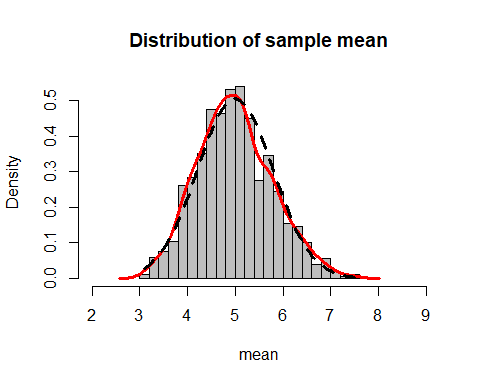 Distribution of sample mean
Density
0.0 0.1 0.2 0.3 0.4 0.5
2 3 4 5 6 7 8 9
mean